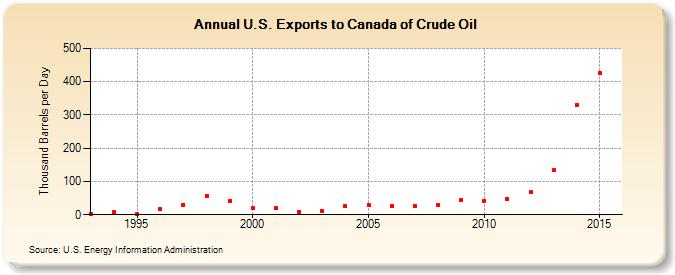 Annual U.S. Exports to Canada of Crude Oil
Thousand Barrels per Day
500
400
300
200
100
0
1995 2000 2005 2010 2015
Source: U.S. Energy Information Administration